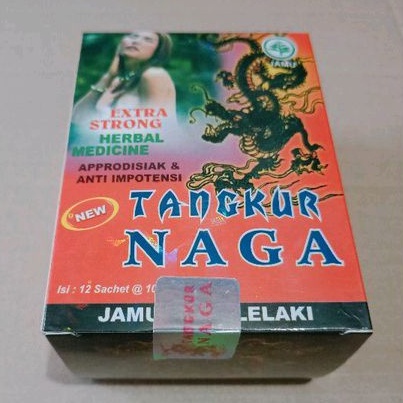 JAMU
EXTRA
STRONG
HERBAL
MEDICINE
APPRODISIAK &
ANTI IMPOTENSI
NEW
TANGKUR
NAGA
Isi : 12 Sachet @ 10
JAMU LELAKI
TANGKUR
NAGA